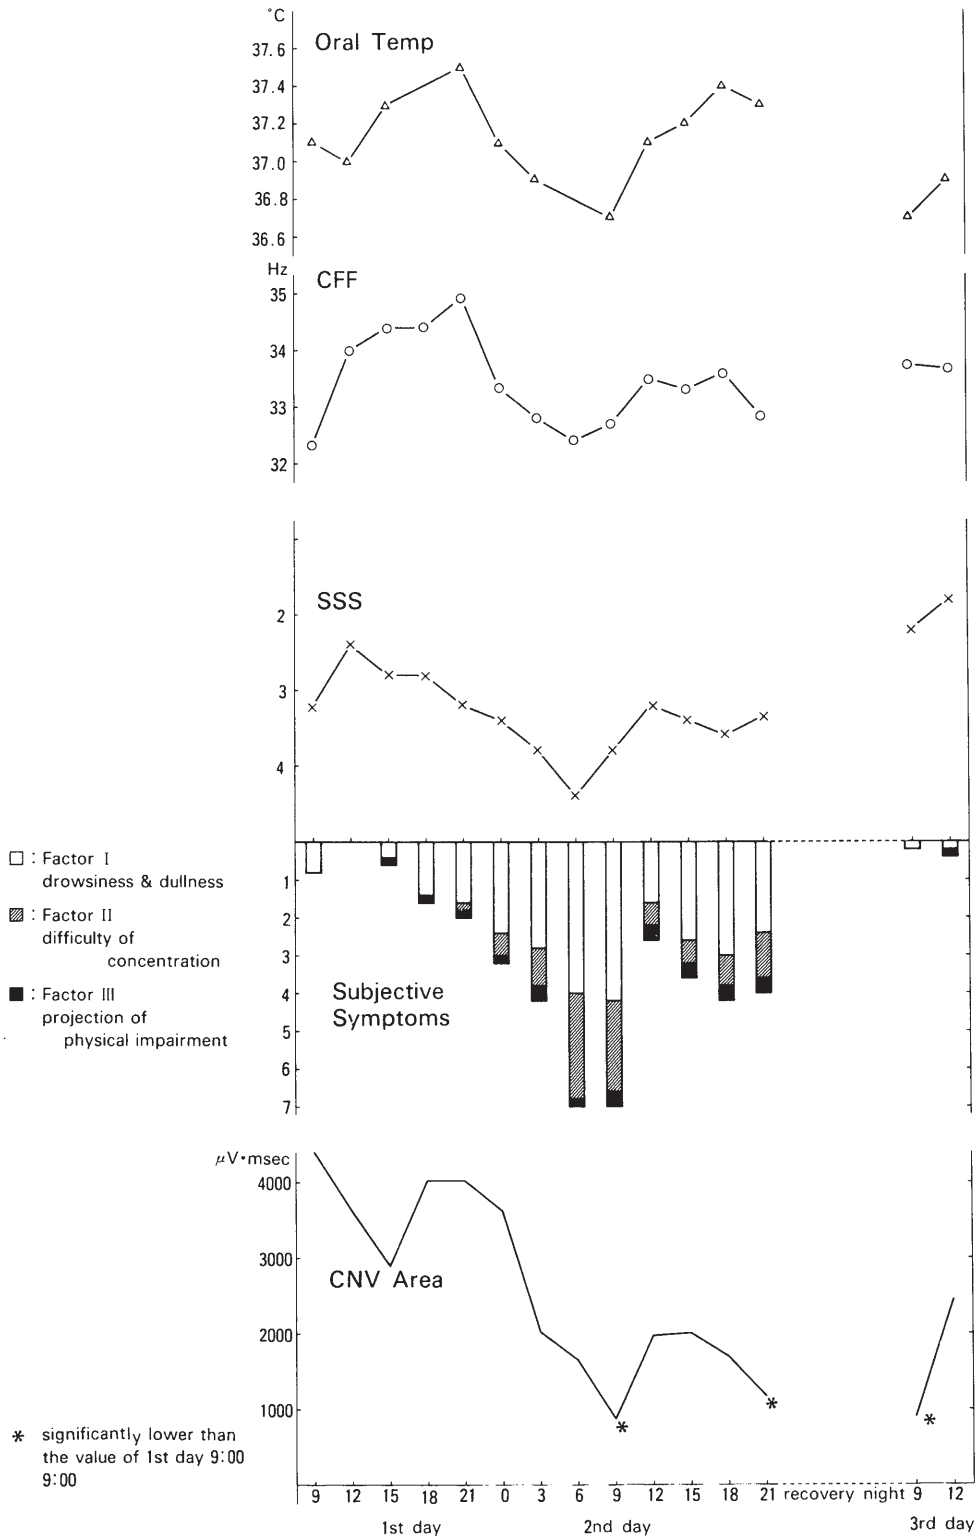 °C
Oral Temp
37.6
37.4
37.2
37.0
36.8
36.6
Hz
CFF
35
34
33
32
SSS
2
3
4
□ : Factor I
drowsiness & dullness
: Factor II
difficulty of
concentration
■ : Factor III
projection of
physical impairment
1
2
3
4
5
6
7
Subjective
Symptoms
μV•msec
4000
3000
2000
1000
CNV Area
*
*
*
* significantly lower than
the value of 1st day 9:00
9:00
9 12 15 18 21 0 3 6 9 12 15 18 21 recovery night 9 12
1st day 2nd day 3rd day